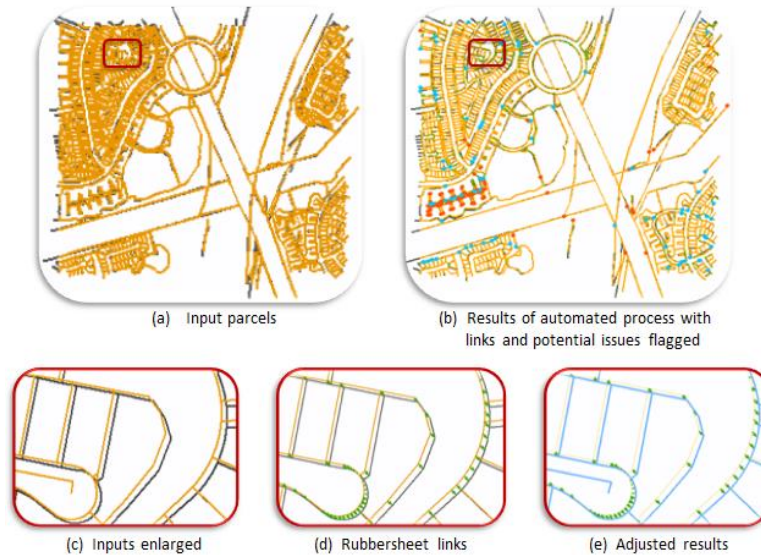 (a) Input parcels
(b) Results of automated process with
links and potential issues flagged
(c) Inputs enlarged
(d) Rubbersheet links
(e) Adjusted results